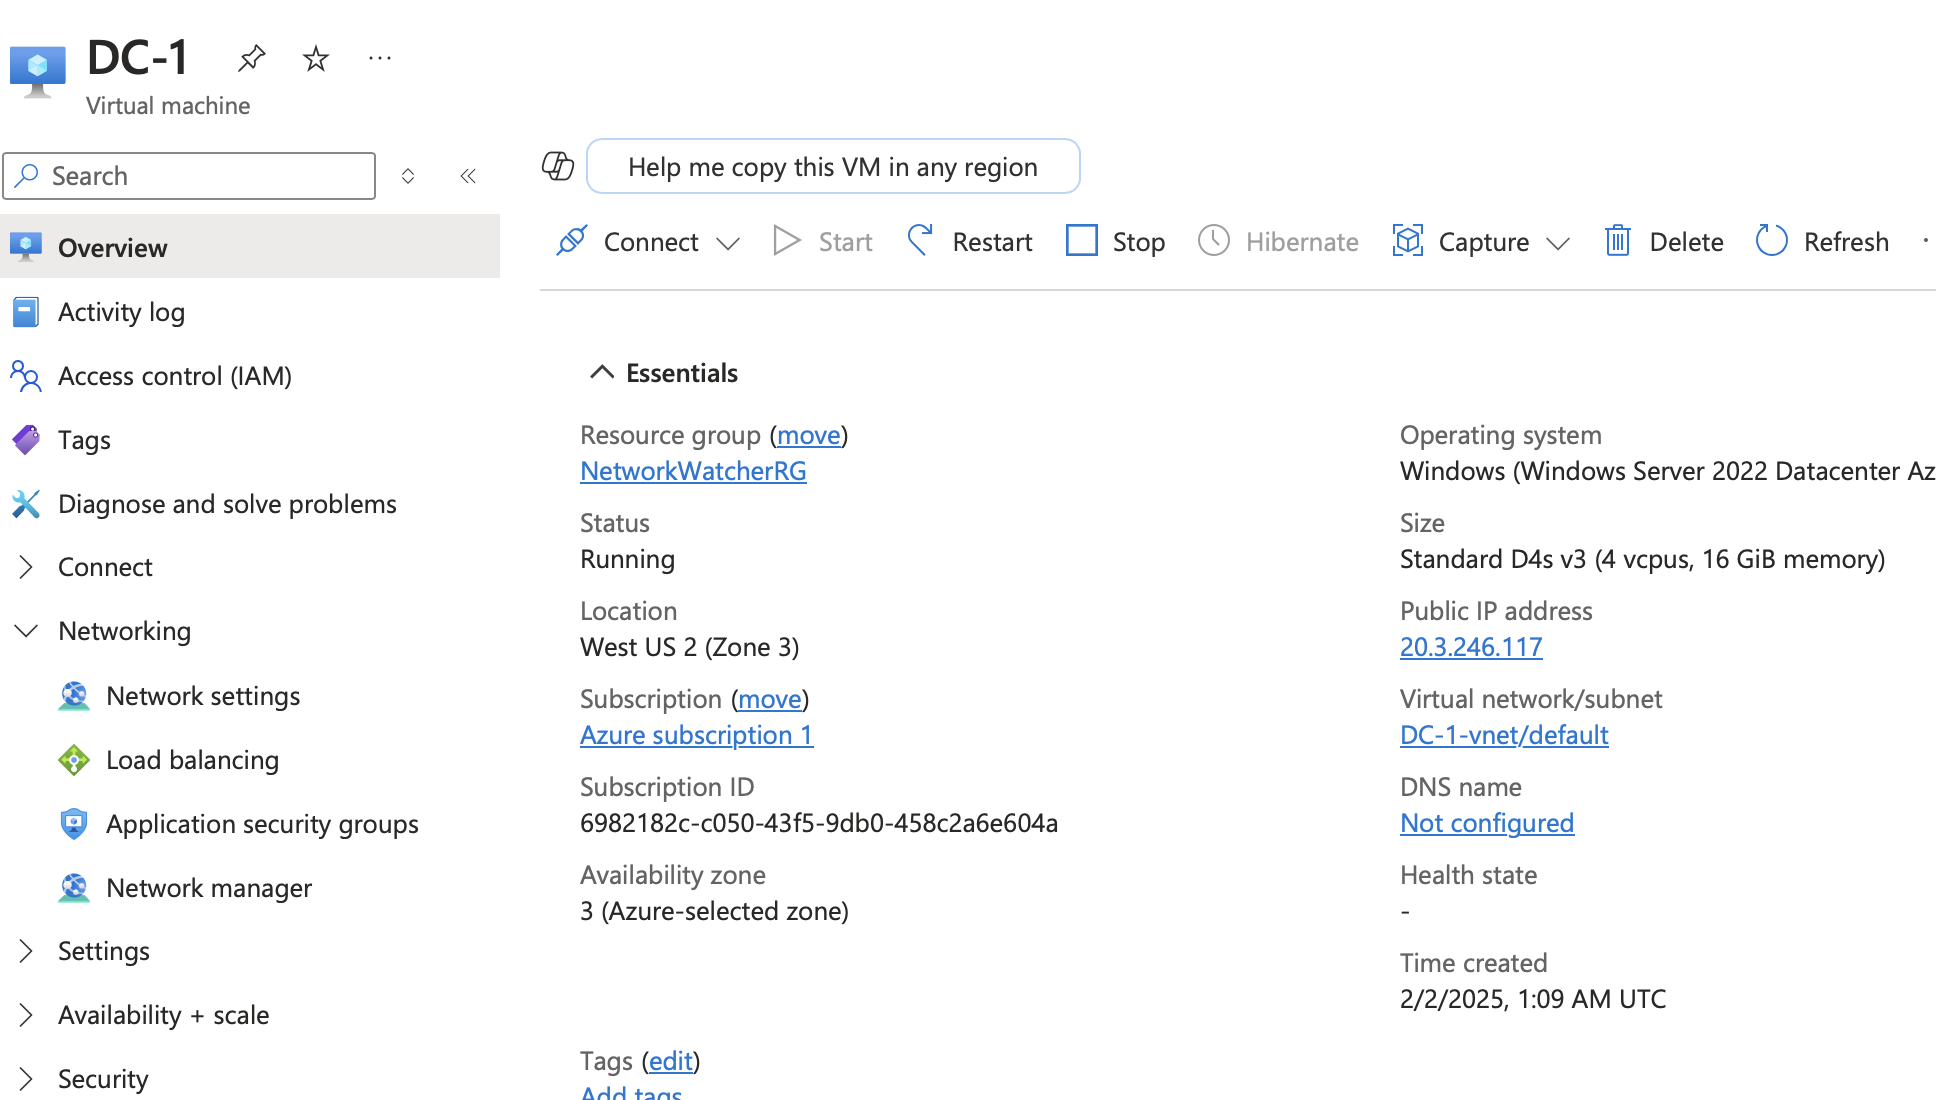 DC-1
Virtual machine
Search
Overview
Activity log
Access control (IAM)
Tags
Diagnose and solve problems
Connect
Networking
Network settings
Load balancing
Application security groups
Network manager
Settings
Availability + scale
Security
Help me copy this VM in any region
Connect Start Restart Stop Hibernate Capture Delete Refresh
Essentials
Resource group (move)
NetworkWatcherRG
Status
Running
Location
West US 2 (Zone 3)
Subscription (move)
Azure subscription 1
Subscription ID
6982182c-c050-43f5-9db0-458c2a6e604a
Availability zone
3 (Azure-selected zone)
Operating system
Windows (Windows Server 2022 Datacenter Az
Size
Standard D4s v3 (4 vcpus, 16 GiB memory)
Public IP address
20.3.246.117
Virtual network/subnet
DC-1-vnet/default
DNS name
Not configured
Health state
-
Time created
2/2/2025, 1:09 AM UTC
Tags (edit)
Add tags